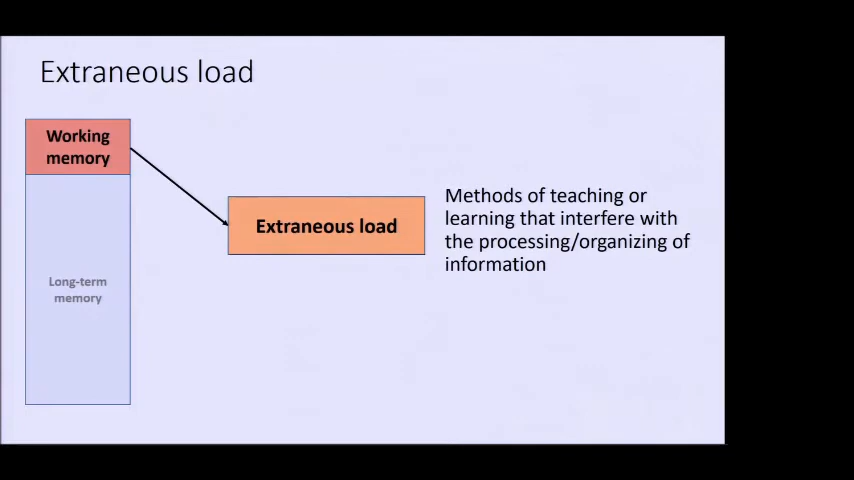 Extraneous load
Working
memory
Extraneous load
Methods of teaching or
learning that interfere with
the processing/organizing of
information
Long-term
memory